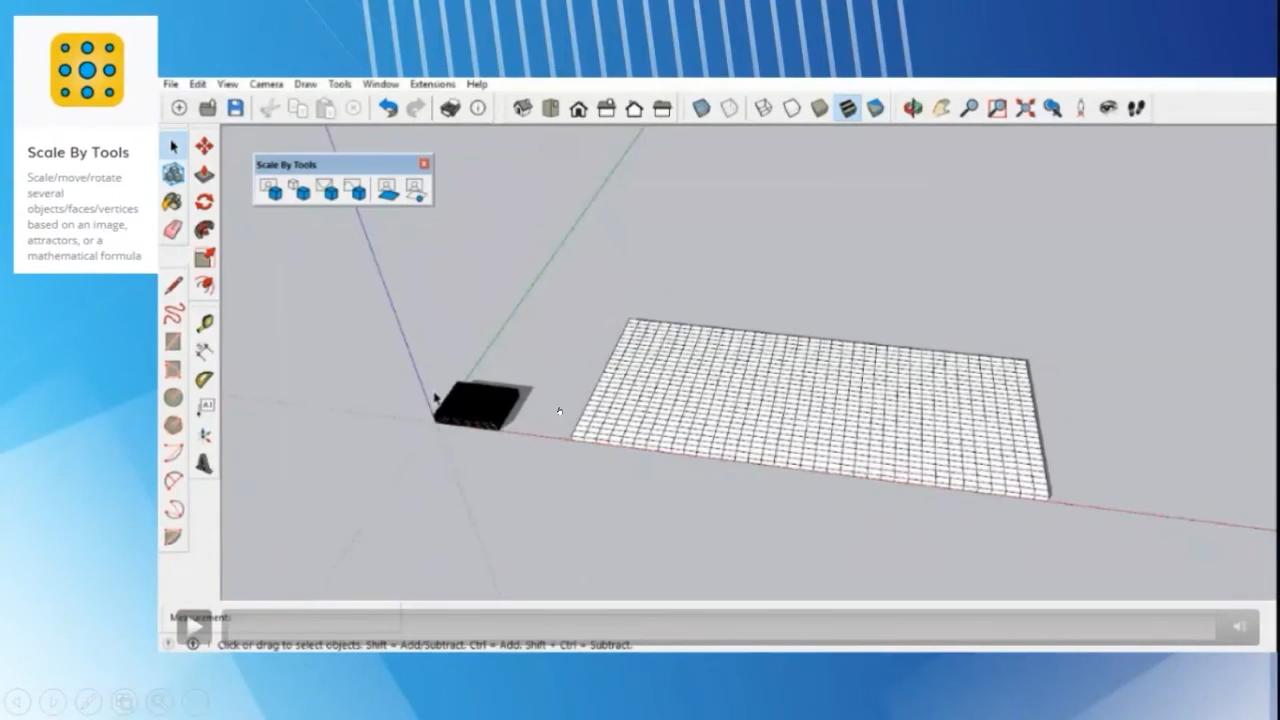 File Edit View Camera Draw Tools Window Extensions Help
Scale By Tools
Scale/move/rotate
several
objects/faces/vertices
based on an image,
attractors, or a
mathematical formula
Scale By Tools
Measurements
Click or drag to select objects. Shift = Add/Subtract. Ctrl = Add. Shift + Ctrl = Subtract.